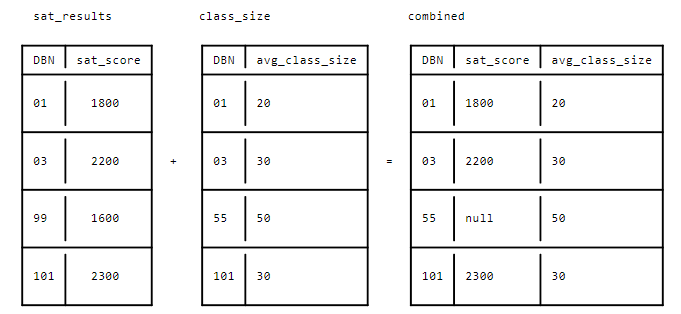 sat_results class_size combined
DBN sat_score DBN avg_class_size DBN sat_score avg_class_size
01 1800 01 20 01 1800 20
03 2200 + 03 30 = 03 2200 30
99 1600 55 50 55 null 50
101 2300 101 30 101 2300 30